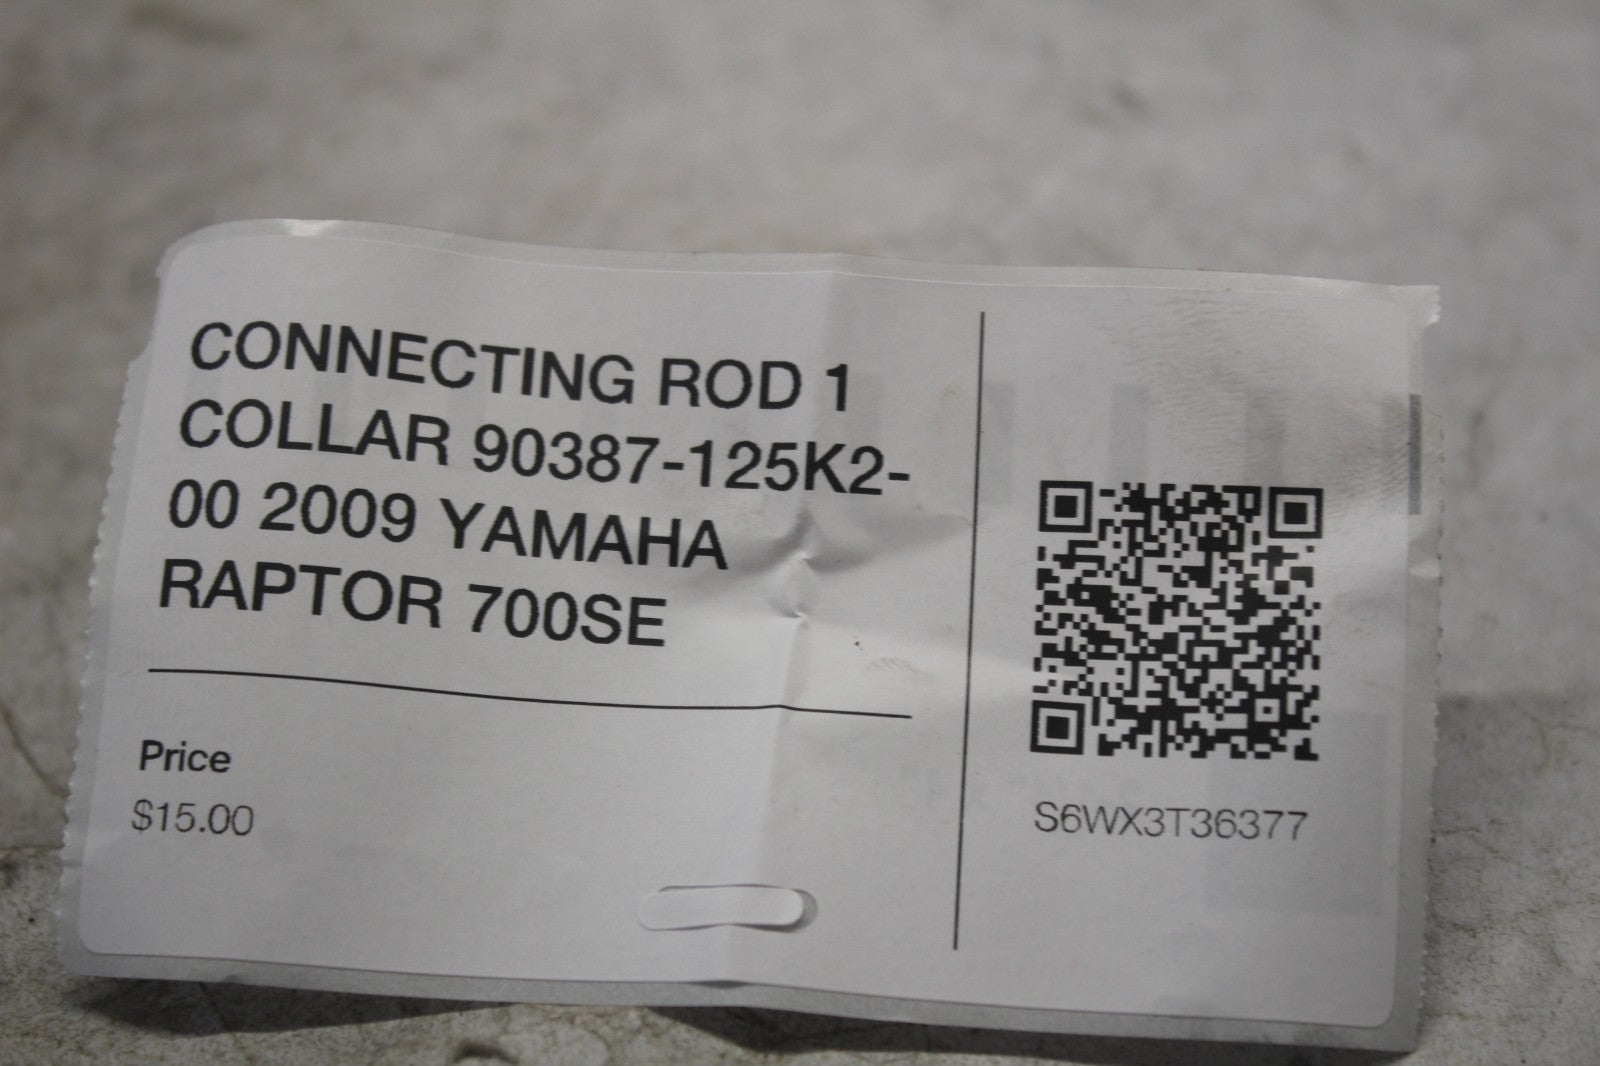 CONNECTING ROD 1
COLLAR 90387-125K2-
00 2009 YAMAHA
RAPTOR 700SE
Price
$15.00
S6WX3T36377